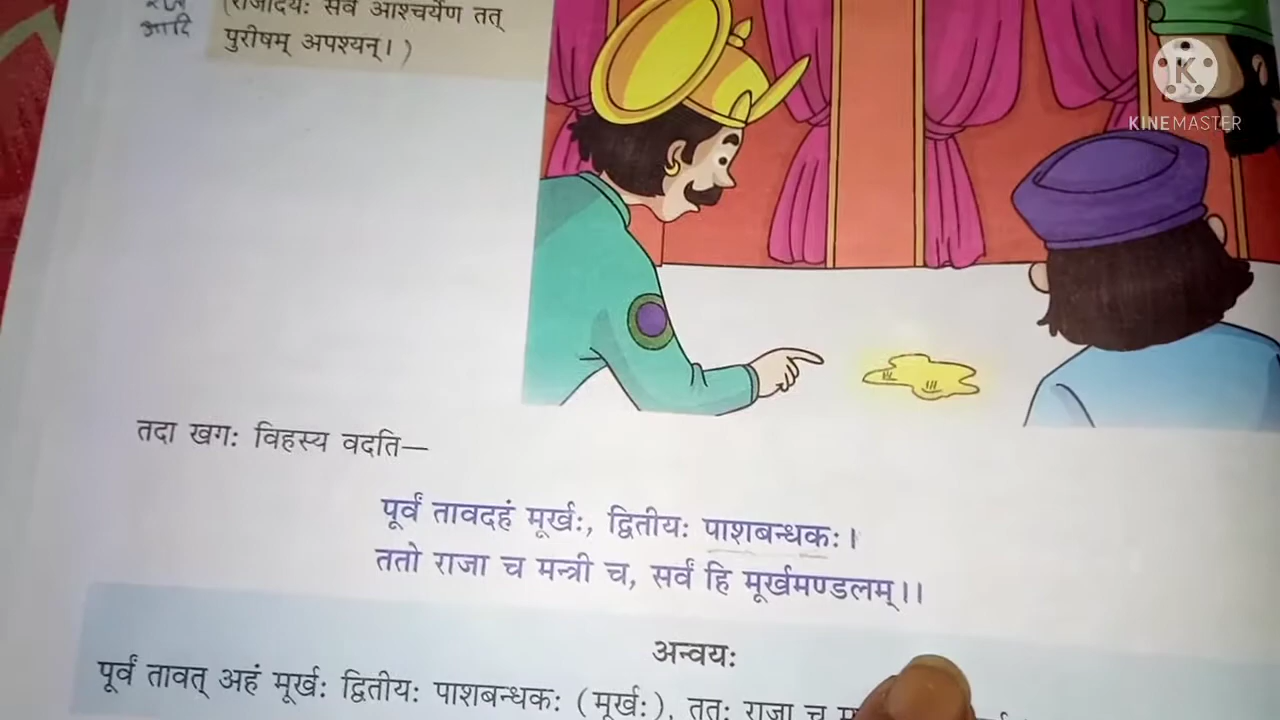 आदि
(राजादयः सर्वे आश्चर्येण तत्
पुरीषम् अपश्यन्। )
KINEMASTER
तदा खगः विहस्य वदति—
पूर्वं तावदहं मूर्खः, द्वितीयः पाशबन्धकः।
ततो राजा च मन्त्री च, सर्वं हि मूर्खमण्डलम्।।
अन्वयः
पूर्वं तावत् अहं मूर्खः द्वितीयः पाशबन्धकः (मूर्खः), ततः राजा च